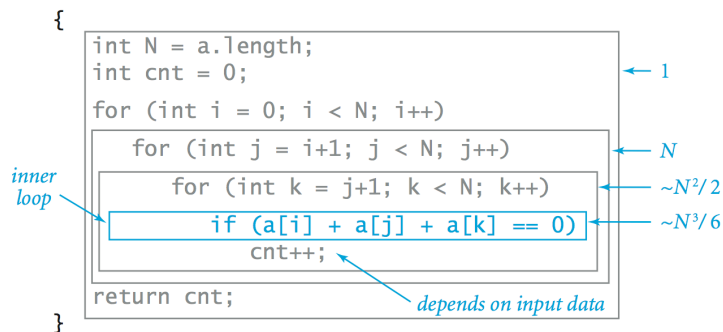 {
int N = a.length;
int cnt = 0;
1
for (int i = 0; i < N; i++)
for (int j = i+1; j < N; j++)
N
inner
loop
for (int k = j+1; k < N; k++)
~N²/2
if (a[i] + a[j] + a[k] == 0)
~N³/6
cnt++;
return cnt;
depends on input data
}